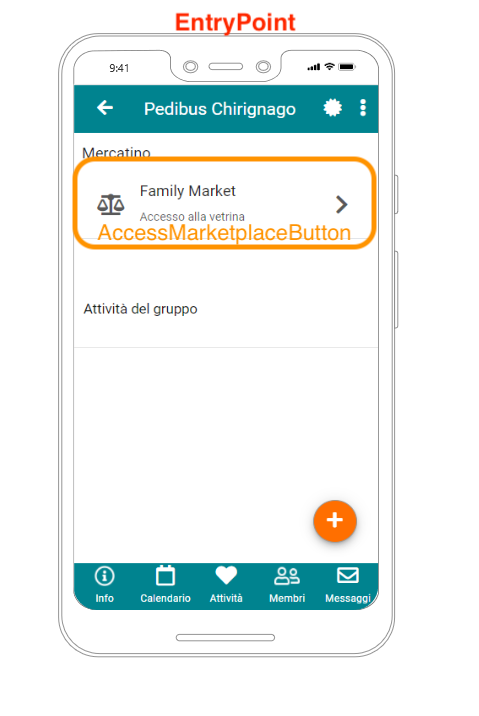 EntryPoint
9:41
Pedibus Chirignago
Mercatino
Family Market
Accesso alla vetrina
AccessMarketplaceButton
Attività del gruppo
Info Calendario Attività Membri Messaggi